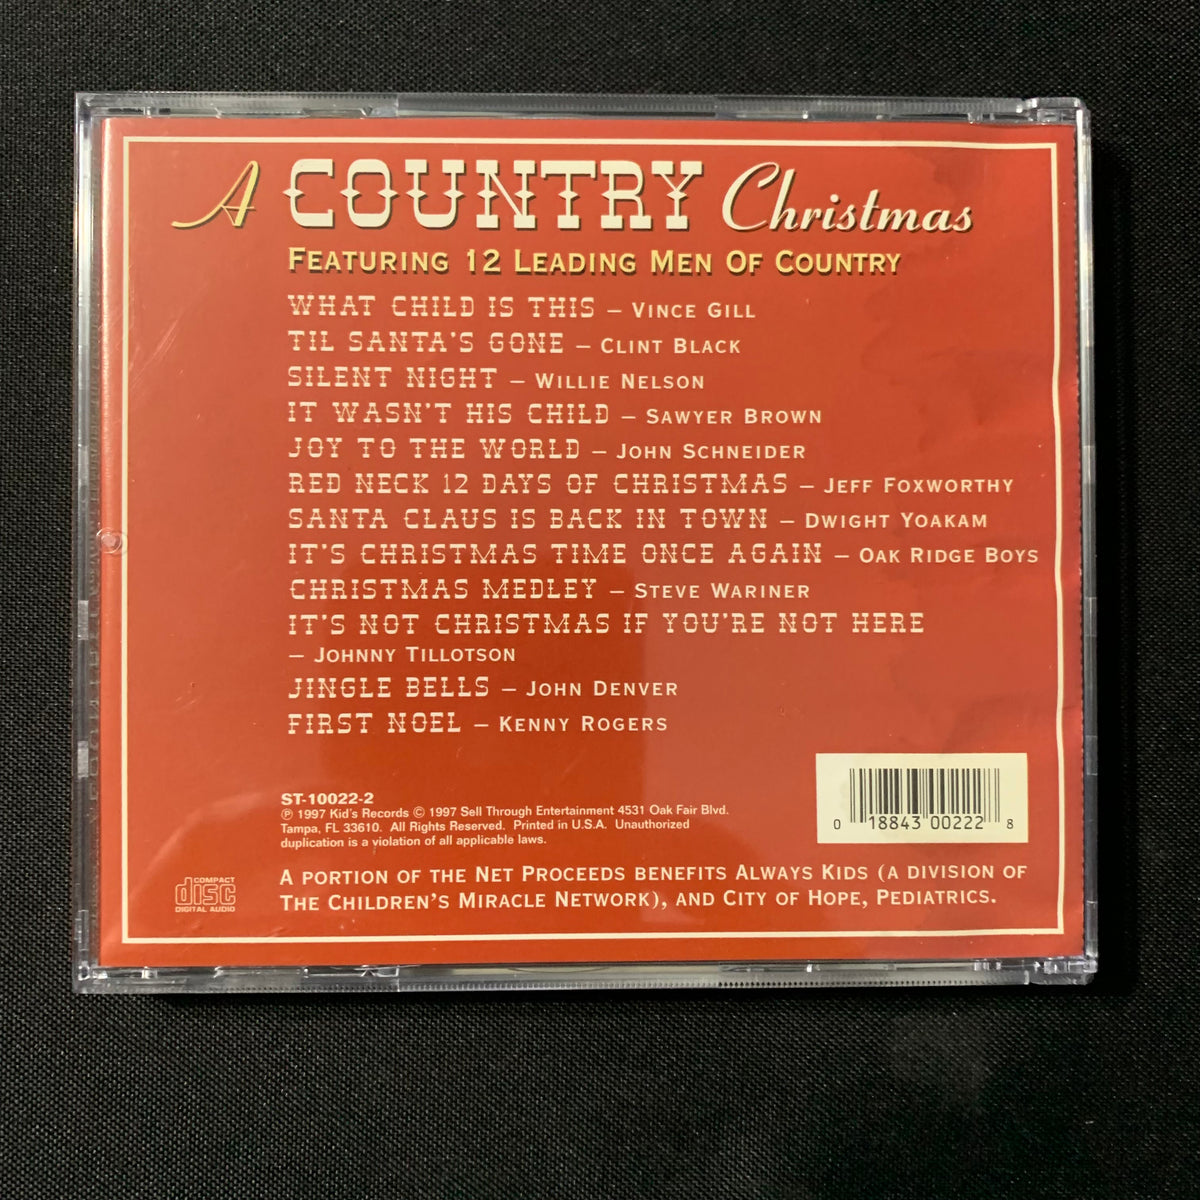 A COUNTRY Christmas
FEATURING 12 LEADING MEN OF COUNTRY
WHAT CHILD IS THIS – VINCE GILL
TIL SANTA'S GONE – CLINT BLACK
SILENT NIGHT – WILLIE NELSON
IT WASN'T HIS CHILD – SAWYER BROWN
JOY TO THE WORLD – JOHN SCHNEIDER
RED NECK 12 DAYS OF CHRISTMAS – JEFF FOXWORTHY
SANTA CLAUS IS BACK IN TOWN – DWIGHT YOAKAM
IT'S CHRISTMAS TIME ONCE AGAIN – OAK RIDGE BOYS
CHRISTMAS MEDLEY – STEVE WARINER
IT'S NOT CHRISTMAS IF YOU'RE NOT HERE
– JOHNNY TILLOTSON
JINGLE BELLS – JOHN DENVER
FIRST NOEL – KENNY ROGERS
ST-10022-2
℗ 1997 Kid's Records © 1997 Sell Through Entertainment 4531 Oak Fair Blvd.
Tampa, FL 33610. All Rights Reserved. Printed in U.S.A. Unauthorized
duplication is a violation of all applicable laws.
0 18843 00222 8
A PORTION OF THE NET PROCEEDS BENEFITS ALWAYS KIDS (A DIVISION OF
THE CHILDREN'S MIRACLE NETWORK), AND CITY OF HOPE, PEDIATRICS.
COMPACT
disc
DIGITAL AUDIO